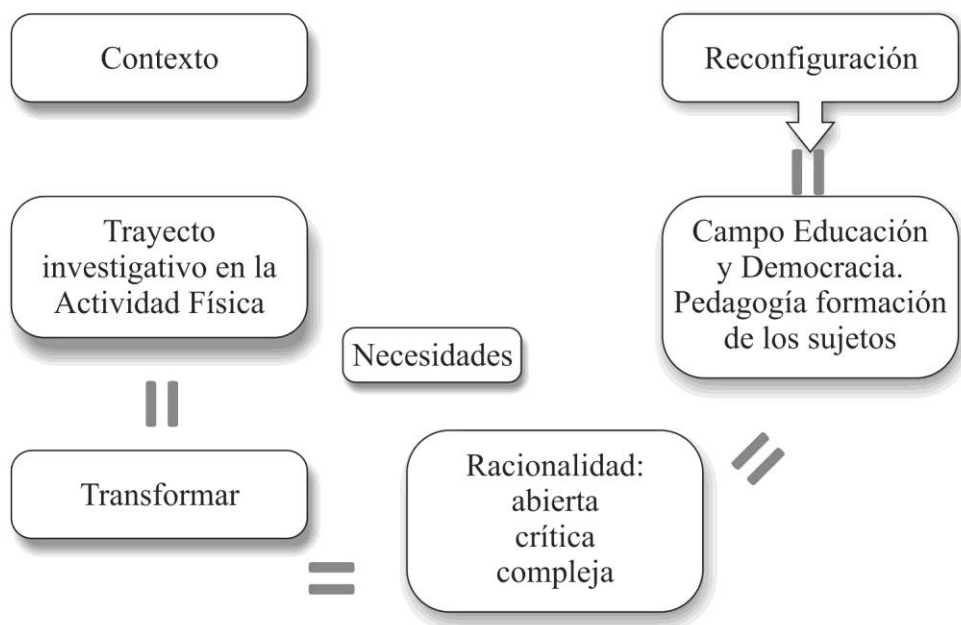 Contexto
Reconfiguración
Trayecto
investigativo en la
Actividad Física
Campo Educación
y Democracia.
Pedagogía formación
de los sujetos
Necesidades
Transformar
Racionalidad:
abierta
crítica
compleja